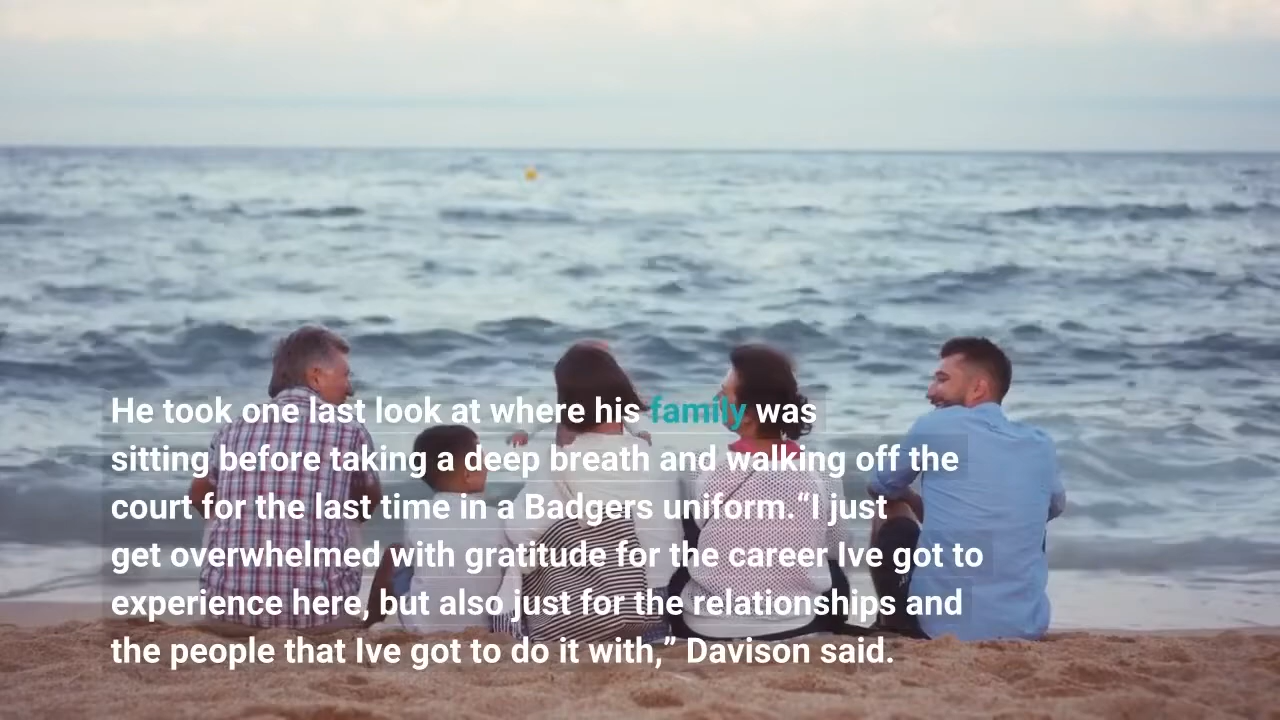 He took one last look at where his family was
sitting before taking a deep breath and walking off the
court for the last time in a Badgers uniform.“I just
get overwhelmed with gratitude for the career Ive got to
experience here, but also just for the relationships and
the people that Ive got to do it with,” Davison said.